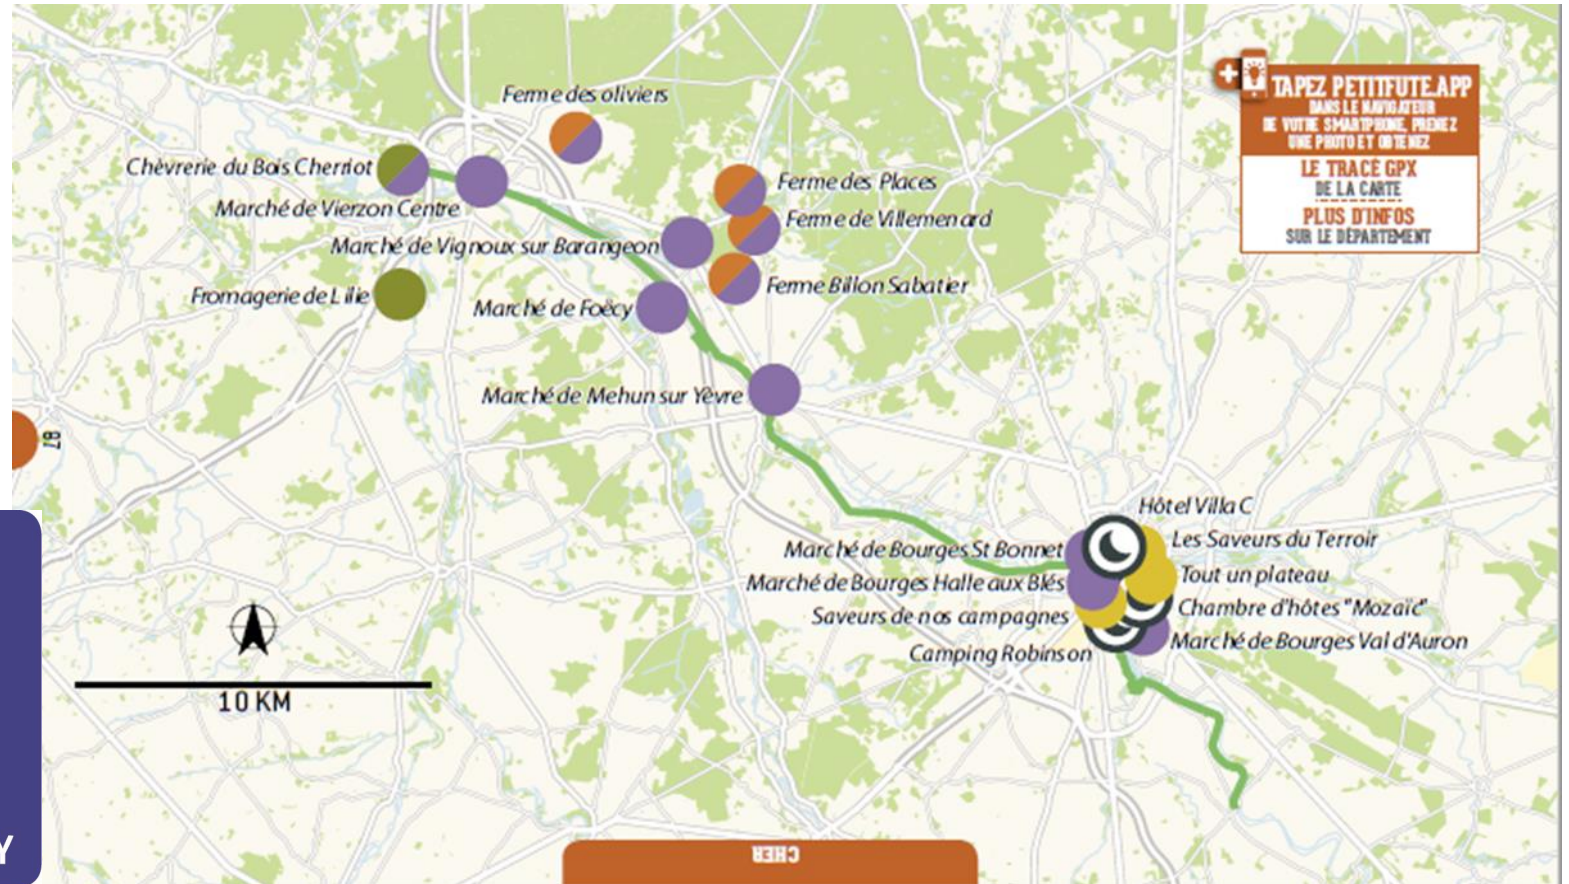 Ferme des oliviers
Chèvrerie du Bois Cherriot
Marché de Vierzon Centre
Ferme des Places
Ferme de Villemenard
Marché de Vignoux sur Barangeon
Ferme Billon Sabatier
Fromagerie de Lilie
Marché de Foëcy
Marché de Mehun sur Yèvre
87
Hôtel Villa C
Les Saveurs du Terroir
Marché de Bourges St Bonnet
Tout un plateau
Marché de Bourges Halle aux Blés
Chambre d'hôtes "Mozaïc"
Saveurs de nos campagnes
Marché de Bourges Val d'Auron
Camping Robinson
10 KM
+
TAPEZ PETITFUTE.APP
DANS LE NAVIGATEUR
DE VOTRE SMARTPHONE, PRENEZ
UNE PHOTO ET OBTENEZ
LE TRACÉ GPX
DE LA CARTE
PLUS D'INFOS
SUR LE DÉPARTEMENT
Y
CHER